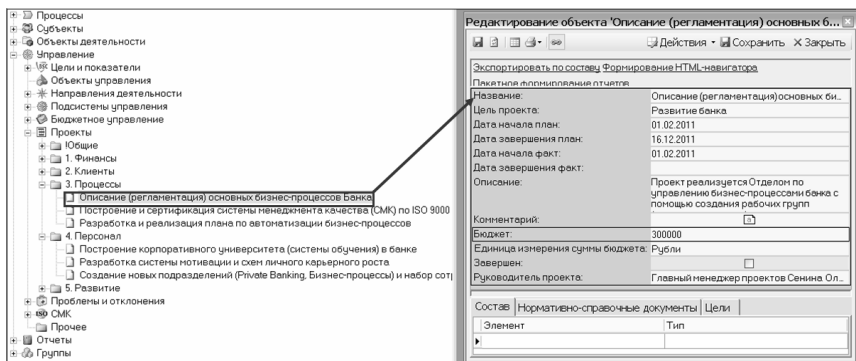 Процессы
Субъекты
Объекты деятельности
Управление
Цели и показатели
Объекты управления
Направления деятельности
Подсистемы управления
Бюджетное управление
Проекты
!Общие
1. Финансы
2. Клиенты
3. Процессы
Описание (регламентация) основных бизнес-процессов Банка
Построение и сертификация системы менеджмента качества (СМК) по ISO 9000
Разработка и реализация плана по автоматизации бизнес-процессов
4. Персонал
Построение корпоративного университета (системы обучения) в банке
Разработка системы мотивации и схем личного карьерного роста
Создание новых подразделений (Private Banking, Бизнес-процессы) и набор сотр
5. Развитие
Проблемы и отклонения
ISO СМК
Прочее
Отчеты
Группы
Редактирование объекта 'Описание (регламентация) основных б...
Действия Сохранить Закрыть
Экспортировать по составу Формирование HTML-навигатора
Пакетное формирование отчетов
Название: Описание (регламентация) основных би...
Цель проекта: Развитие банка
Дата начала план: 01.02.2011
Дата завершения план: 16.12.2011
Дата начала факт: 01.02.2011
Дата завершения факт:
Описание: Проект реализуется Отделом по
управлению бизнес-процессами банка с
помощью создания рабочих групп
Комментарий:
Бюджет: 300000
Единица измерения суммы бюджета: Рубли
Завершен:
Руководитель проекта: Главный менеджер проектов Сенина Ол...
Состав Нормативно-справочные документы Цели
Элемент Тип